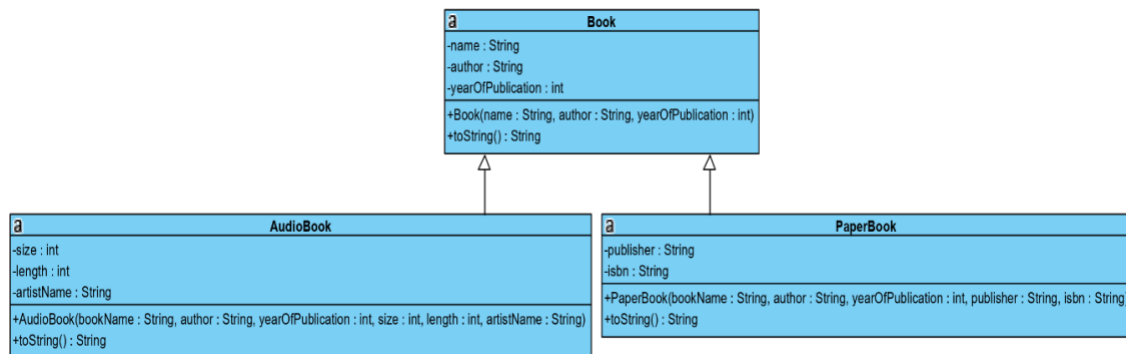 a Book
-name : String
-author : String
-yearOfPublication : int
+Book(name : String, author : String, yearOfPublication : int)
+toString() : String
a AudioBook
-size : int
-length : int
-artistName : String
+AudioBook(bookName : String, author : String, yearOfPublication : int, size : int, length : int, artistName : String)
+toString() : String
a PaperBook
-publisher : String
-isbn : String
+PaperBook(bookName : String, author : String, yearOfPublication : int, publisher : String, isbn : String)
+toString() : String